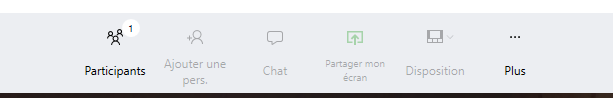 1
Participants
Ajouter une
pers.
Chat
Partager mon
écran
Disposition
Plus